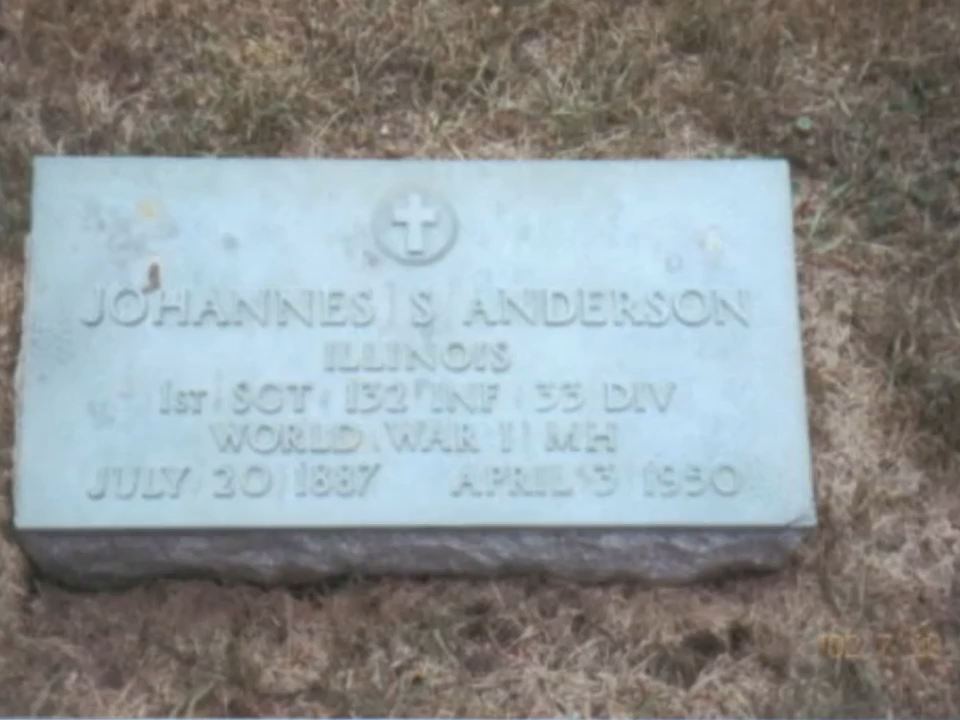 JOHANNES S ANDERSON
ILLINOIS
1ST SGT 132 INF 33 DIV
WORLD WAR I MH
JULY 20 1887 APRIL 3 1950